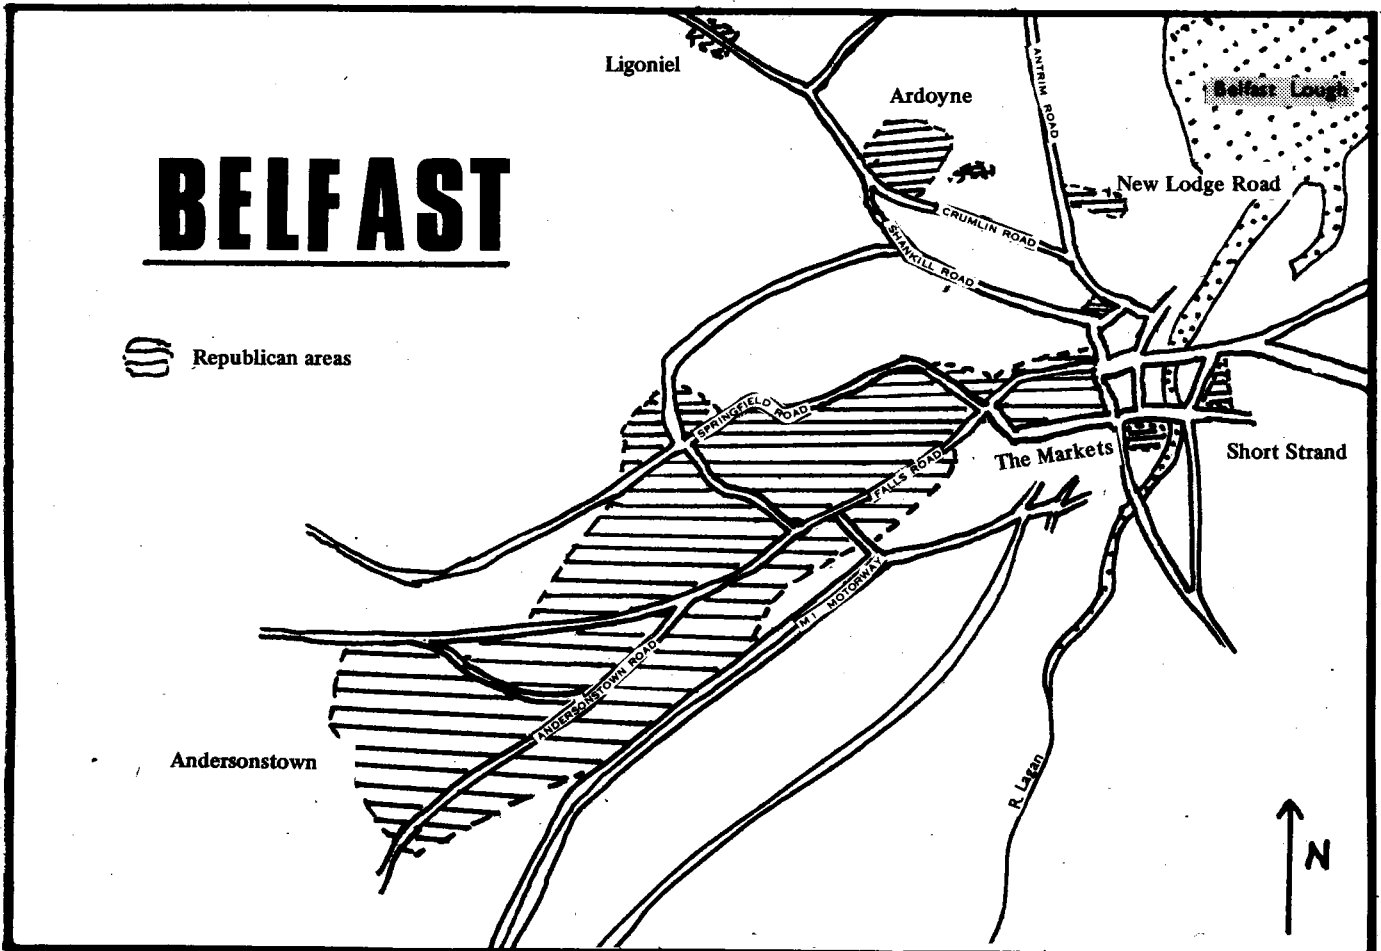 Ligoniel
Ardoyne
ANTRIM ROAD
Belfast Lough
BELFAST
New Lodge Road
CRUMLIN ROAD
SHANKILL ROAD
Republican areas
SPRINGFIELD ROAD
FALLS ROAD
The Markets
Short Strand
M1 MOTORWAY
ANDERSONSTOWN ROAD
Andersonstown
R. Lagan
N